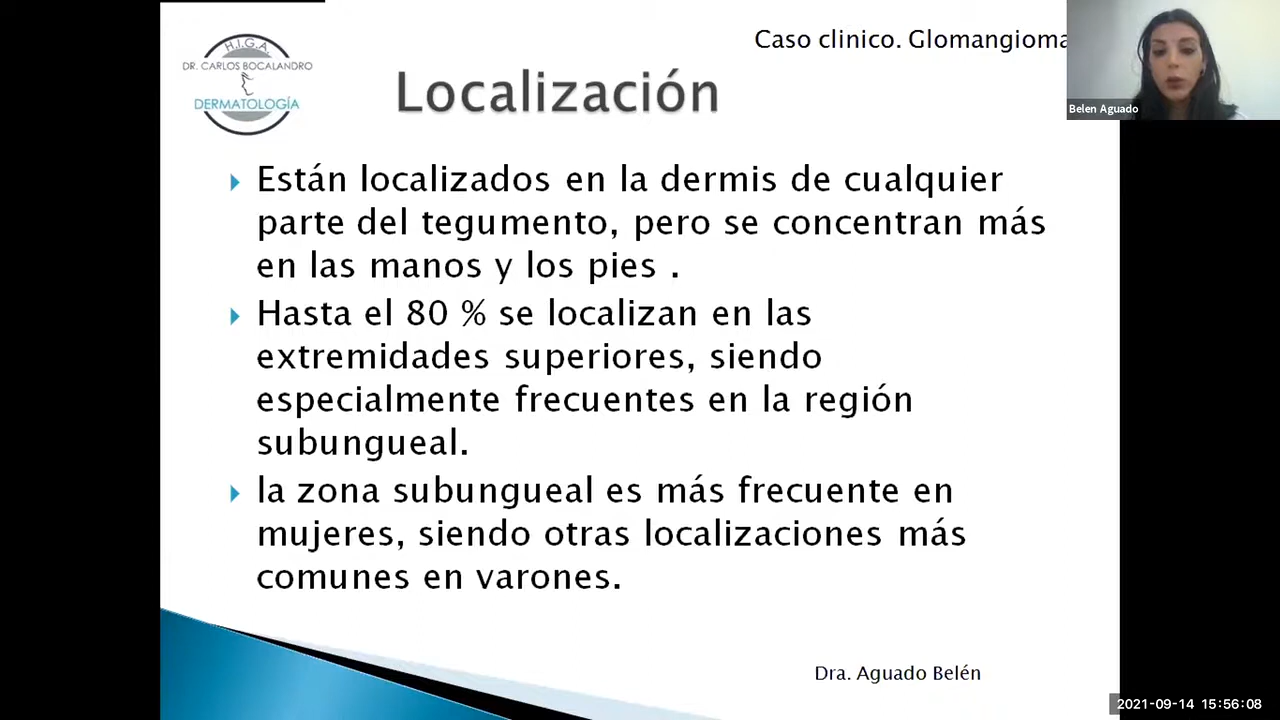 H.I.G.A.
DR. CARLOS BOCALANDRO
DERMATOLOGÍA
Caso clinico. Glomangioma
Localización
Belen Aguado
Están localizados en la dermis de cualquier
parte del tegumento, pero se concentran más
en las manos y los pies .
Hasta el 80 % se localizan en las
extremidades superiores, siendo
especialmente frecuentes en la región
subungueal.
la zona subungueal es más frecuente en
mujeres, siendo otras localizaciones más
comunes en varones.
Dra. Aguado Belén
2021-09-14 15:56:08